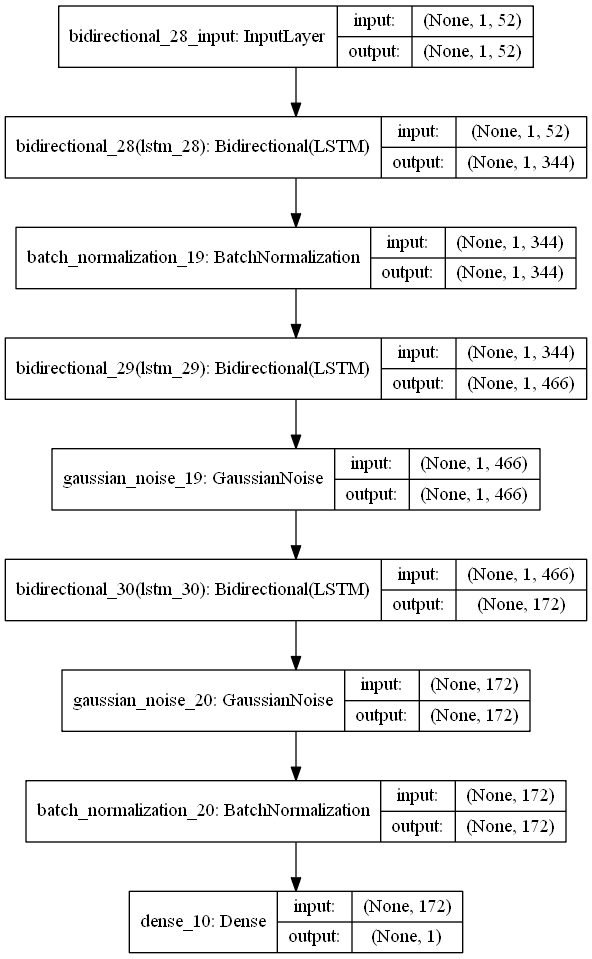 bidirectional_28_input: InputLayer
input: (None, 1, 52)
output: (None, 1, 52)
bidirectional_28(lstm_28): Bidirectional(LSTM)
input: (None, 1, 52)
output: (None, 1, 344)
batch_normalization_19: BatchNormalization
input: (None, 1, 344)
output: (None, 1, 344)
bidirectional_29(lstm_29): Bidirectional(LSTM)
input: (None, 1, 344)
output: (None, 1, 466)
gaussian_noise_19: GaussianNoise
input: (None, 1, 466)
output: (None, 1, 466)
bidirectional_30(lstm_30): Bidirectional(LSTM)
input: (None, 1, 466)
output: (None, 172)
gaussian_noise_20: GaussianNoise
input: (None, 172)
output: (None, 172)
batch_normalization_20: BatchNormalization
input: (None, 172)
output: (None, 172)
dense_10: Dense
input: (None, 172)
output: (None, 1)